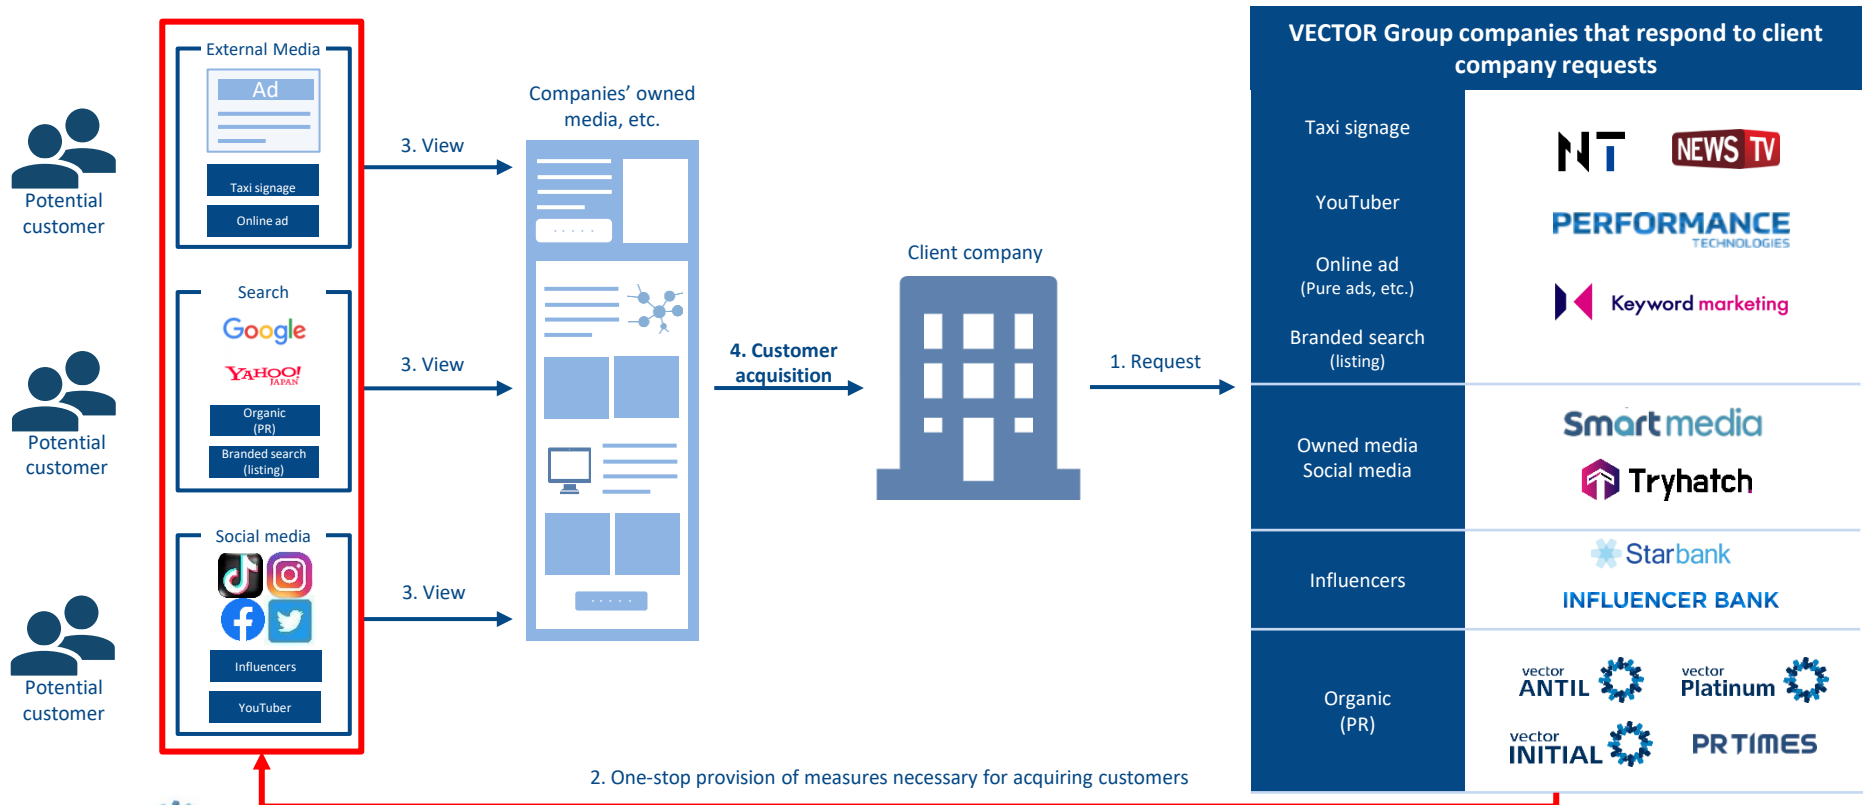 External Media
Ad
Taxi signage
Online ad
Potential
customer
Search
Google
YAHOO!
JAPAN
Organic
(PR)
Branded search
(listing)
Potential
customer
Social media
Influencers
YouTuber
Potential
customer
3. View
3. View
3. View
Companies’ owned
media, etc.
4. Customer
acquisition
Client company
1. Request
2. One-stop provision of measures necessary for acquiring customers
VECTOR Group companies that respond to client
company requests
Taxi signage
YouTuber
Online ad
(Pure ads, etc.)
Branded search
(listing)
NT
NEWS TV
PERFORMANCE
TECHNOLOGIES
Keyword marketing
Owned media
Social media
Smart media
Tryhatch
Influencers
Starbank
INFLUENCER BANK
Organic
(PR)
vector
ANTIL
vector
Platinum
vector
INITIAL
PR TIMES